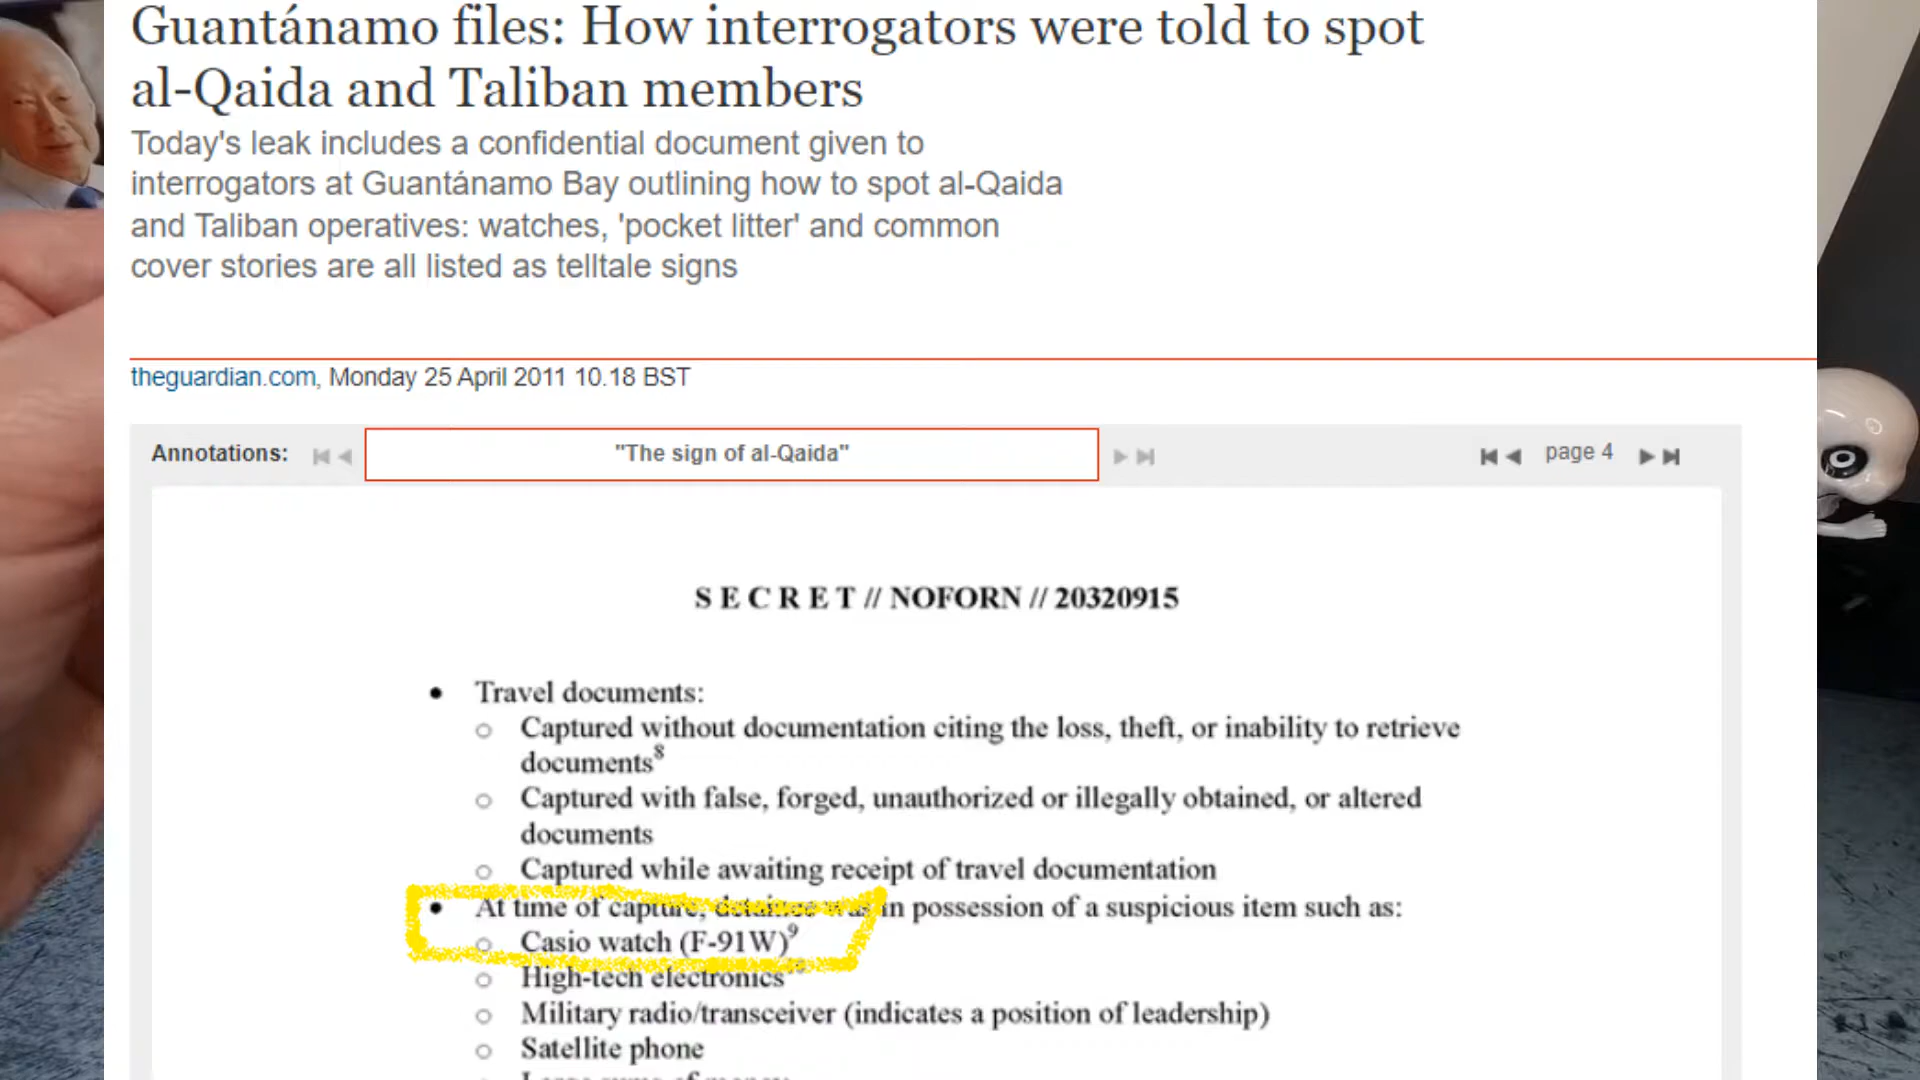 Guantánamo files: How interrogators were told to spot
al-Qaida and Taliban members
Today's leak includes a confidential document given to
interrogators at Guantánamo Bay outlining how to spot al-Qaida
and Taliban operatives: watches, 'pocket litter' and common
cover stories are all listed as telltale signs
theguardian.com, Monday 25 April 2011 10.18 BST
Annotations: "The sign of al-Qaida" page 4
S E C R E T // NOFORN // 20320915
• Travel documents:
o Captured without documentation citing the loss, theft, or inability to retrieve
documents8
o Captured with false, forged, unauthorized or illegally obtained, or altered
documents
o Captured while awaiting receipt of travel documentation
• At time of capture, detainee was in possession of a suspicious item such as:
o Casio watch (F-91W)9
o High-tech electronics
o Military radio/transceiver (indicates a position of leadership)
o Satellite phone